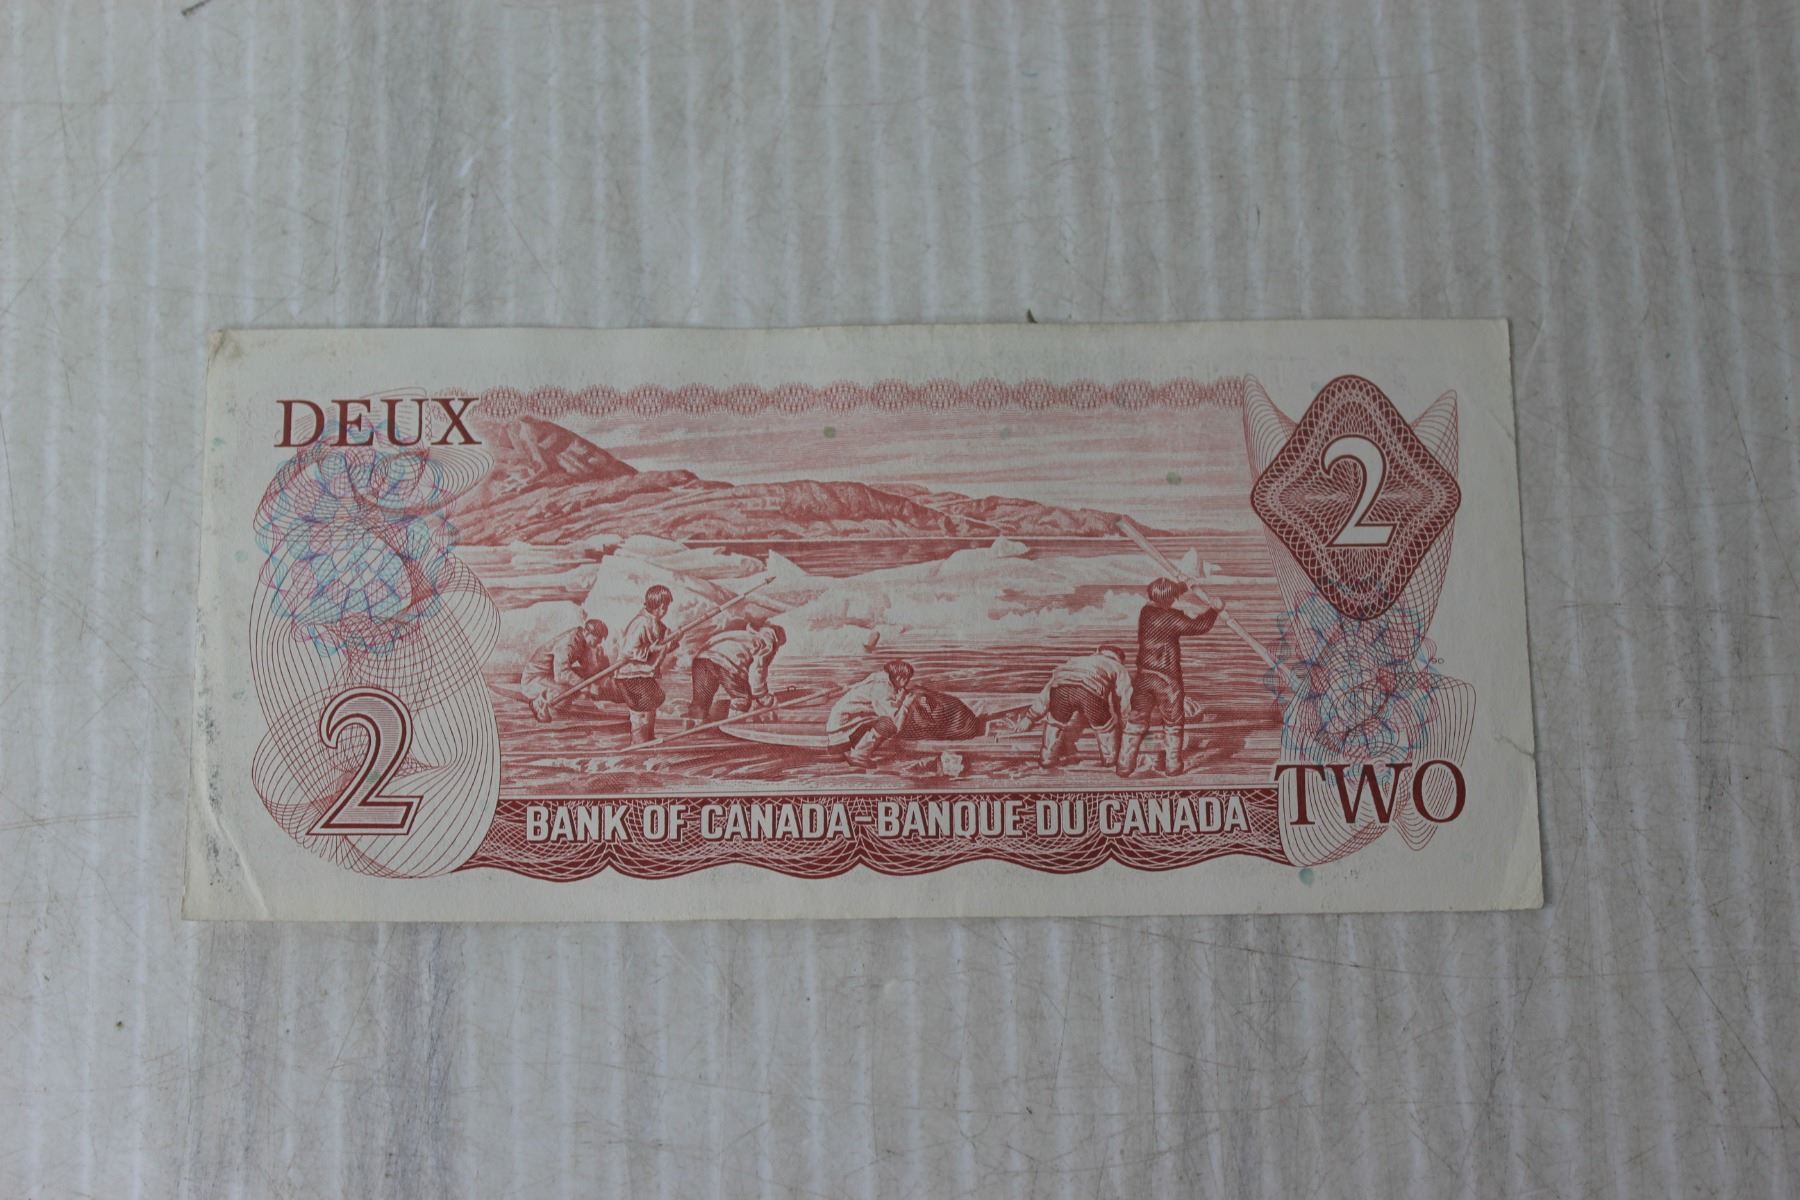 DEUX
2
2
TWO
BANK OF CANADA-BANQUE DU CANADA